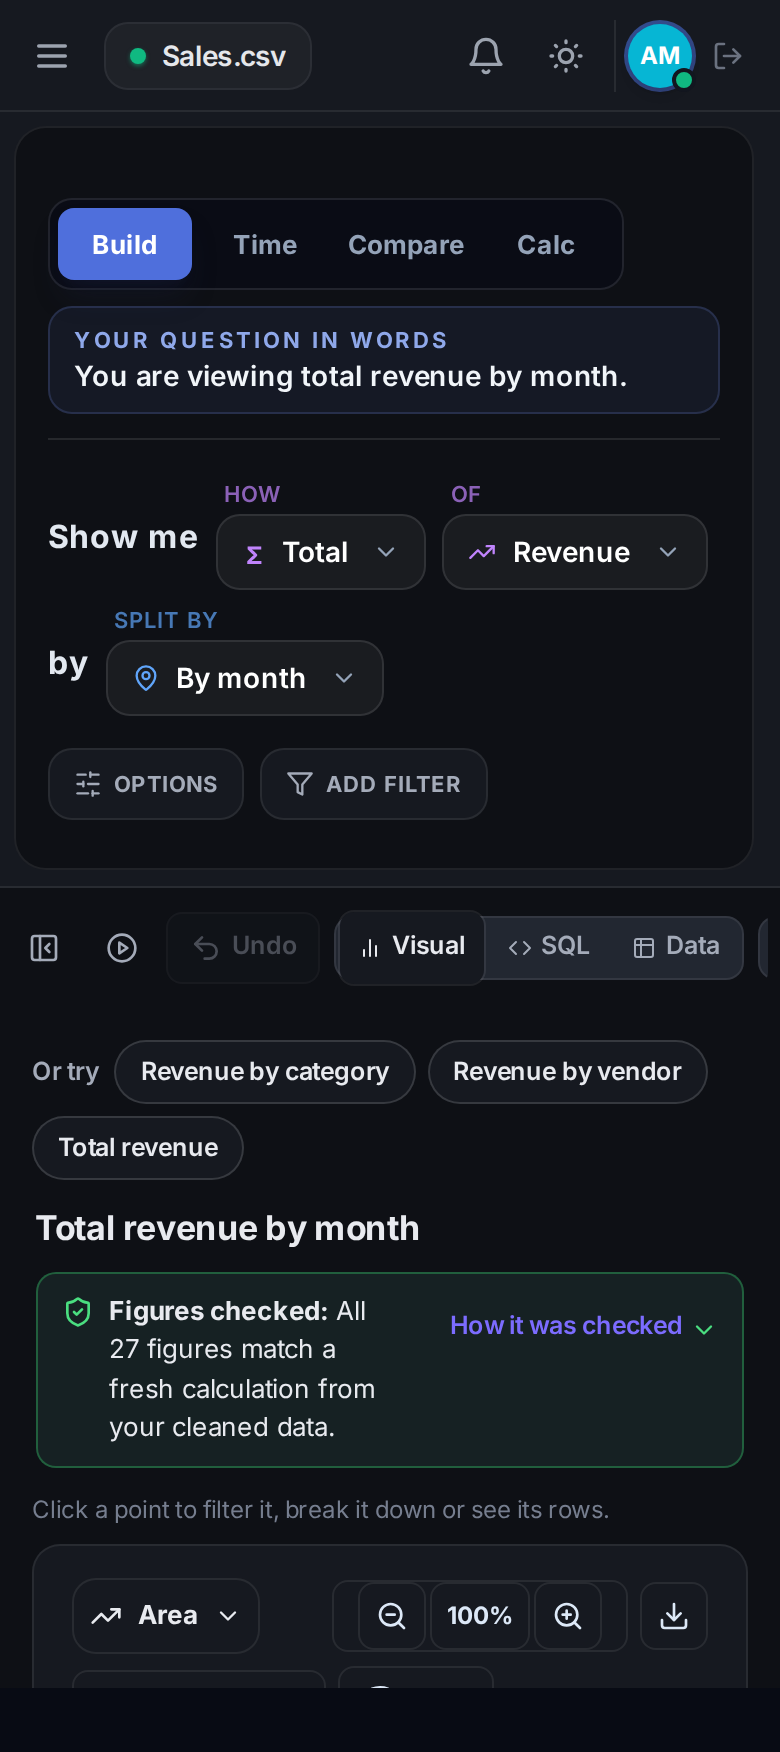 Sales.csv
AM
Build Time Compare Calc
YOUR QUESTION IN WORDS
You are viewing total revenue by month.
HOW OF
Show me Σ Total Revenue
SPLIT BY
by By month
OPTIONS ADD FILTER
Undo Visual SQL Data
Or try Revenue by category Revenue by vendor
Total revenue
Total revenue by month
Figures checked: All
27 figures match a
fresh calculation from
your cleaned data.
How it was checked
Click a point to filter it, break it down or see its rows.
Area 100%